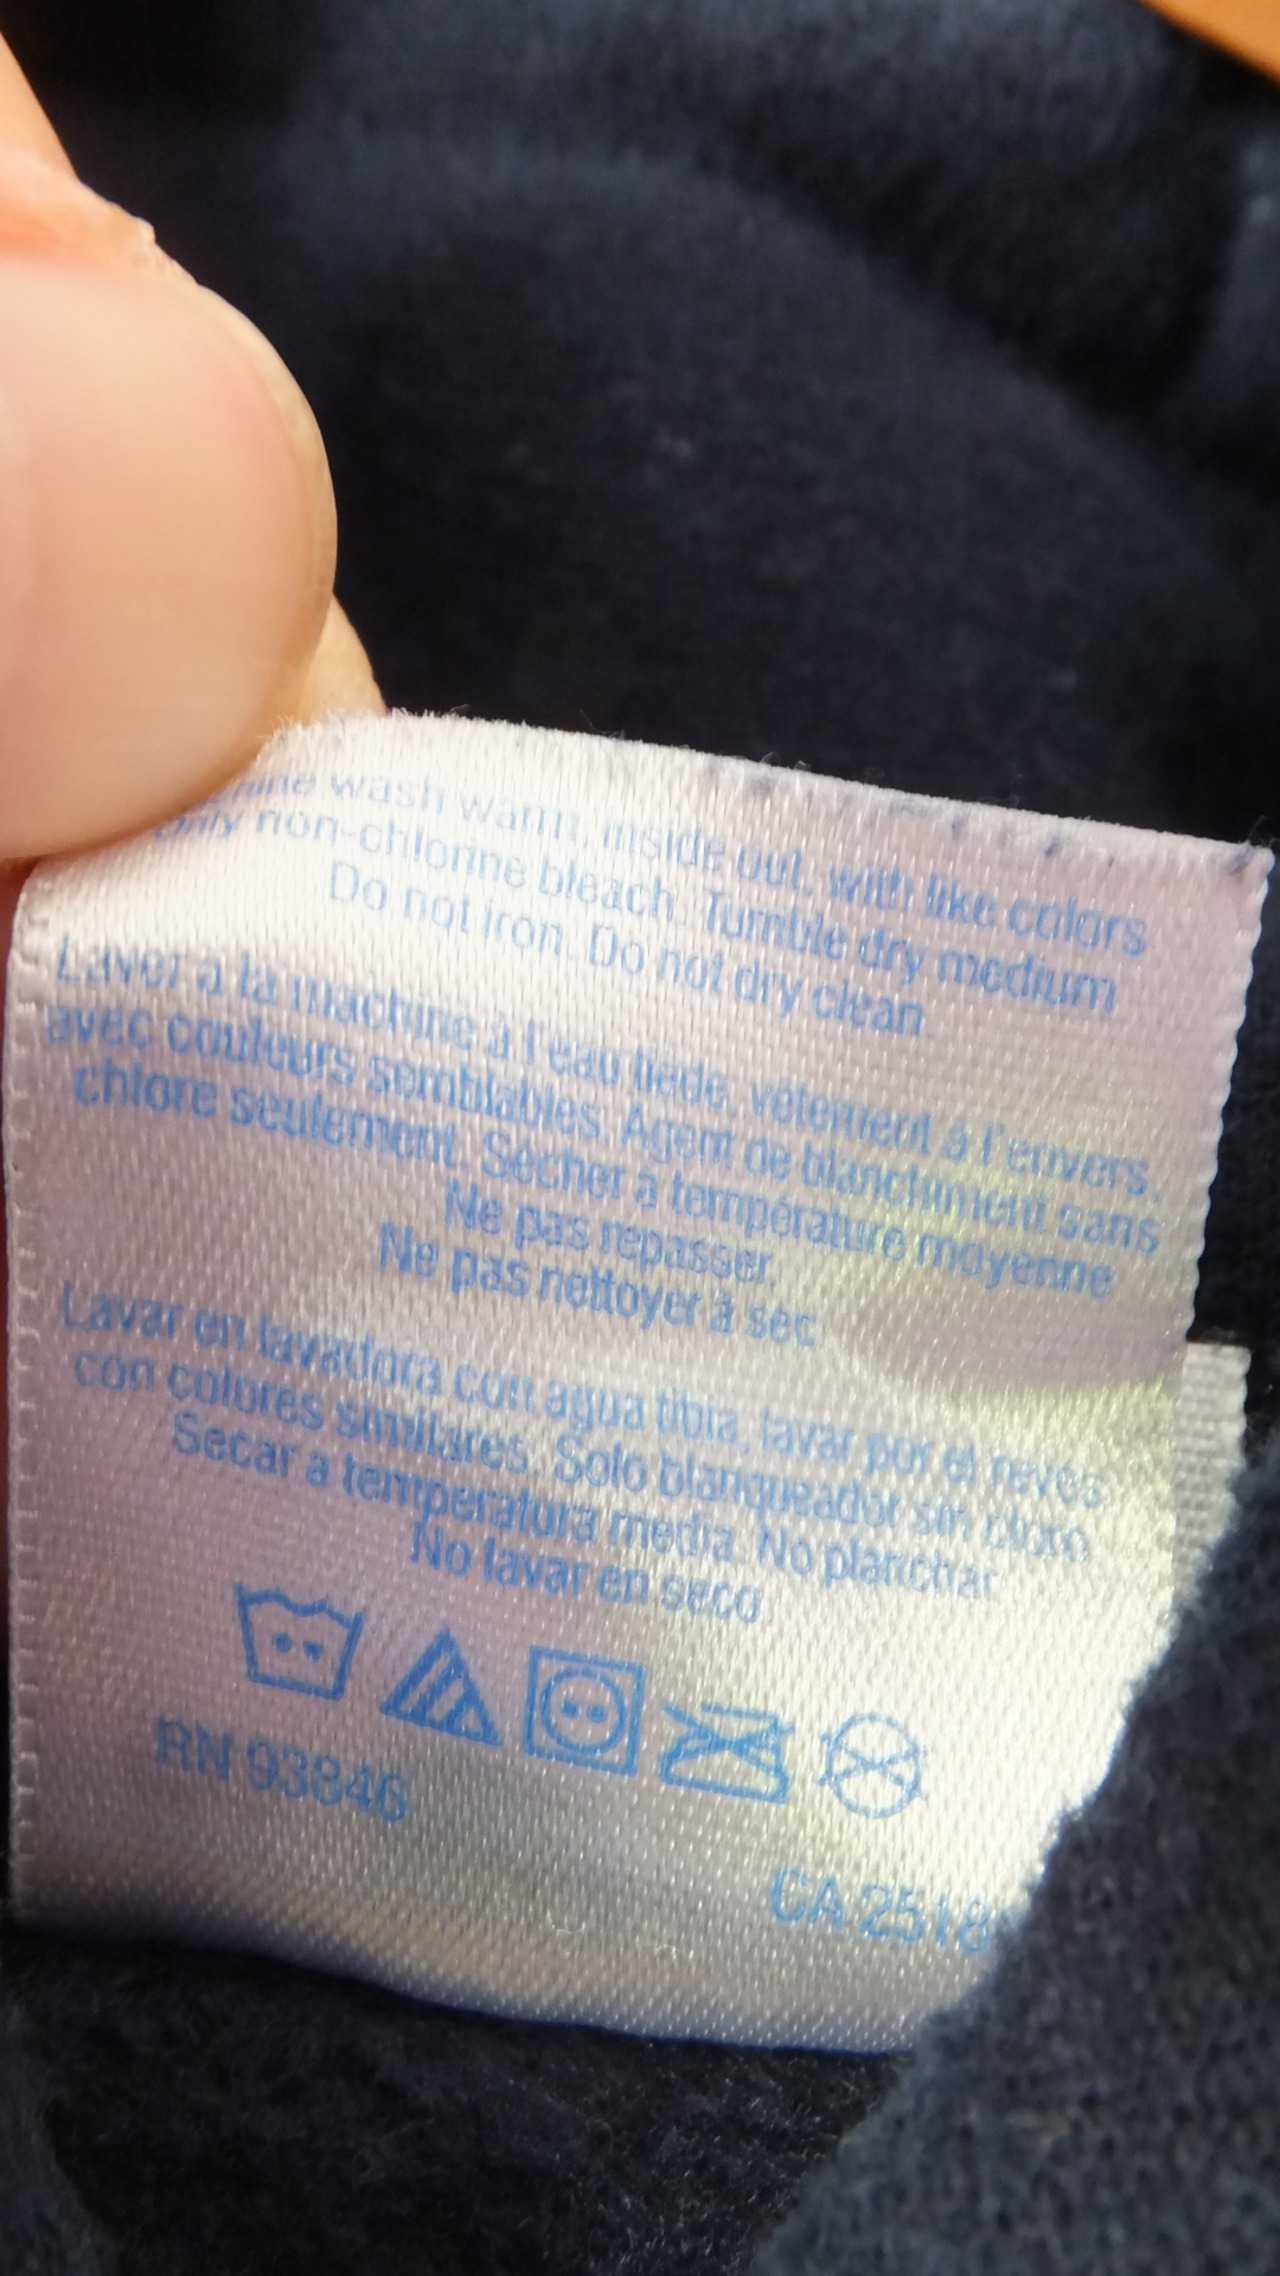 wash warm, inside out, with like colors
Only non-chlorine bleach. Tumble dry medium
Do not iron. Do not dry clean
Laver à la machine à l'eau tiède, vêtement à l'envers,
avec couleurs semblables. Agent de blanchiment sans
chlore seulement. Sécher à température moyenne
Ne pas repasser.
Ne pas nettoyer à sec
Lavar en lavadora con agua tibia, lavar por el revés
con colores similares. Solo blanqueador sin cloro
Secar a temperatura media. No planchar.
No lavar en seco
RN 93846
CA 2518